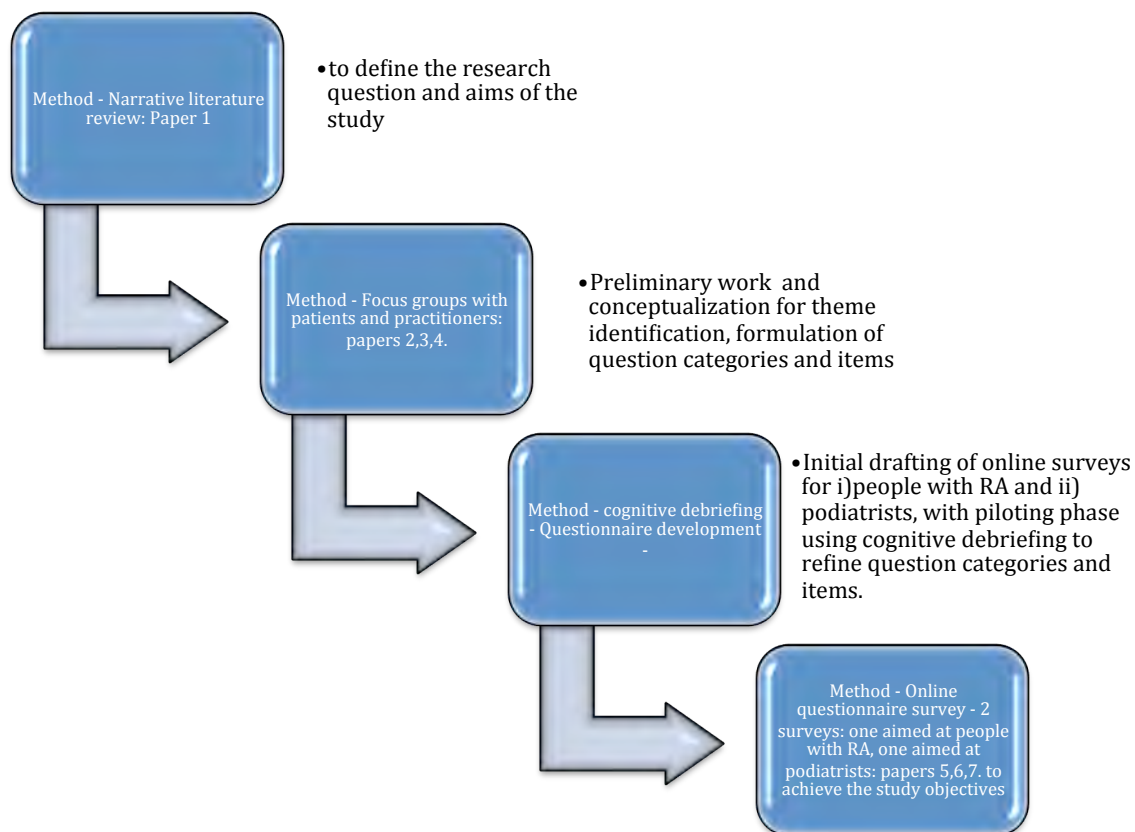 Method - Narrative literature
review: Paper 1
•to define the research
question and aims of the
study
Method - Focus groups with
patients and practitioners:
papers 2,3,4.
•Preliminary work  and
conceptualization for theme
identification, formulation of
question categories and items
Method - cognitive debriefing
- Questionnaire development
-
•Initial drafting of online surveys
for i)people with RA and ii)
podiatrists, with piloting phase
using cognitive debriefing to
refine question categories and
items.
Method - Online
questionnaire survey - 2
surveys: one aimed at people
with RA, one aimed at
podiatrists: papers 5,6,7. to
achieve the study objectives